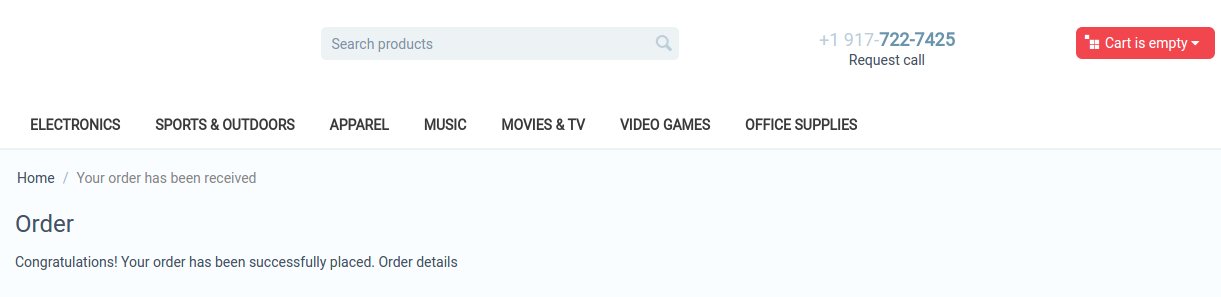 Search products
+1 917-722-7425
Request call
Cart is empty
ELECTRONICS SPORTS & OUTDOORS APPAREL MUSIC MOVIES & TV VIDEO GAMES OFFICE SUPPLIES
Home / Your order has been received
Order
Congratulations! Your order has been successfully placed. Order details